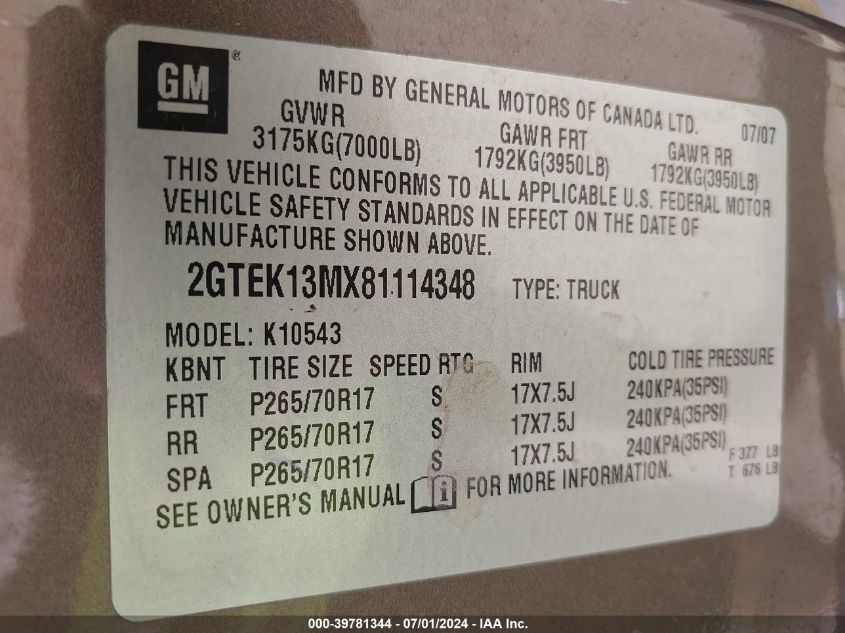 GM ®
MFD BY GENERAL MOTORS OF CANADA LTD. 07/07
GVWR GAWR FRT GAWR RR
3175KG(7000LB) 1792KG(3950LB) 1792KG(3950LB)
THIS VEHICLE CONFORMS TO ALL APPLICABLE U.S. FEDERAL MOTOR
VEHICLE SAFETY STANDARDS IN EFFECT ON THE DATE OF
MANUFACTURE SHOWN ABOVE.
2GTEK13MX81114348 TYPE: TRUCK
MODEL: K10543
KBNT TIRE SIZE SPEED RTG RIM COLD TIRE PRESSURE
FRT P265/70R17 S 17X7.5J 240KPA(35PSI)
RR P265/70R17 S 17X7.5J 240KPA(35PSI)
SPA P265/70R17 S 17X7.5J 240KPA(35PSI) F 377 LB
T 676 LB
SEE OWNER'S MANUAL i FOR MORE INFORMATION.
000-39781344 - 07/01/2024 - IAA Inc.